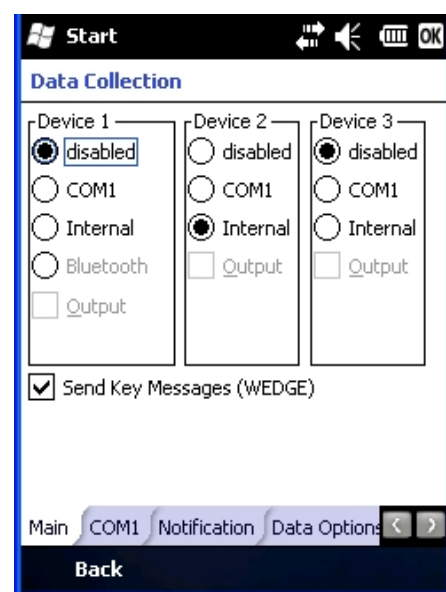 Start
OK
Data Collection
Device 1
disabled
COM1
Internal
Bluetooth
Output
Device 2
disabled
COM1
Internal
Output
Device 3
disabled
COM1
Internal
Output
Send Key Messages (WEDGE)
Main COM1 Notification Data Options
Back